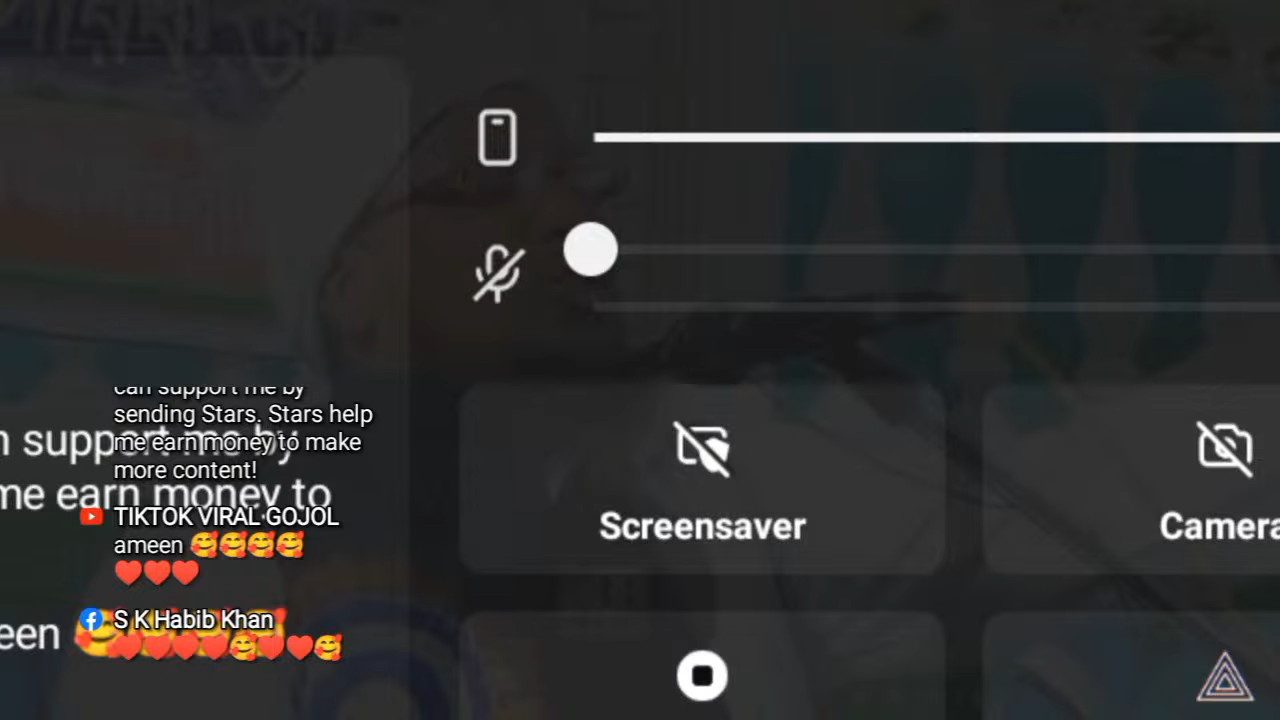 can support me by
sending Stars. Stars help
me earn money to make
more content!
TIKTOK VIRAL GOJOL
ameen 🥰🥰🥰🥰
❤️❤️❤️
S K Habib Khan
❤️❤️❤️❤️🥰❤️❤️🥰
support me by
me earn money to
een
Screensaver
Camera